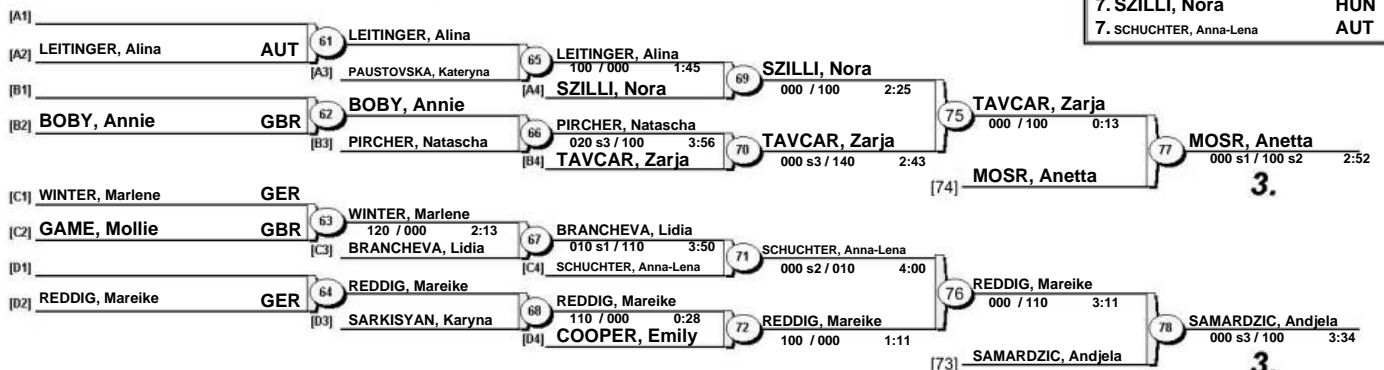 7. SZILLI, Nora HUN
7. SCHUCHTER, Anna-Lena AUT
[A1]
[A2] LEITINGER, Alina AUT
61 LEITINGER, Alina
[A3] PAUSTOVSKA, Kateryna
65 LEITINGER, Alina
100 / 000 1:45
[A4] SZILLI, Nora
69 SZILLI, Nora
000 / 100 2:25
[B1]
[B2] BOBY, Annie GBR
62 BOBY, Annie
[B3] PIRCHER, Natascha
66 PIRCHER, Natascha
020 s3 / 100 3:56
[B4] TAVCAR, Zarja
70 TAVCAR, Zarja
000 s3 / 140 2:43
75 TAVCAR, Zarja
000 / 100 0:13
[74] MOSR, Anetta
77 MOSR, Anetta
000 s1 / 100 s2 2:52
3.
[C1] WINTER, Marlene GER
[C2] GAME, Mollie GBR
63 WINTER, Marlene
120 / 000 2:13
[C3] BRANCHEVA, Lidia
67 BRANCHEVA, Lidia
010 s1 / 110 3:50
[C4] SCHUCHTER, Anna-Lena
71 SCHUCHTER, Anna-Lena
000 s2 / 010 4:00
[D1]
[D2] REDDIG, Mareike GER
64 REDDIG, Mareike
[D3] SARKISYAN, Karyna
68 REDDIG, Mareike
110 / 000 0:28
[D4] COOPER, Emily
72 REDDIG, Mareike
100 / 000 1:11
76 REDDIG, Mareike
000 / 110 3:11
[73] SAMARDZIC, Andjela
78 SAMARDZIC, Andjela
000 s3 / 100 3:34
3.